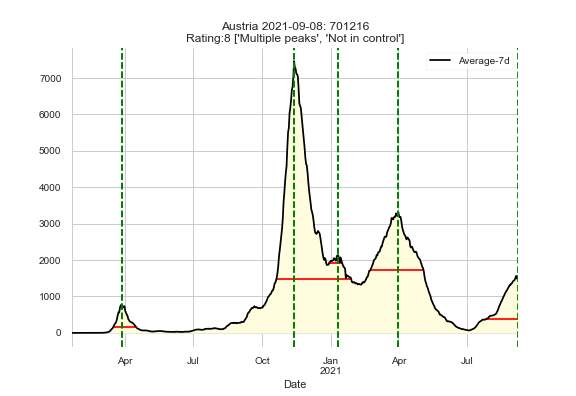 Austria 2021-09-08: 701216
Rating:8 ['Multiple peaks', 'Not in control']
Average-7d
7000
6000
5000
4000
3000
2000
1000
0
Apr Jul Oct Jan Apr Jul
2021
Date